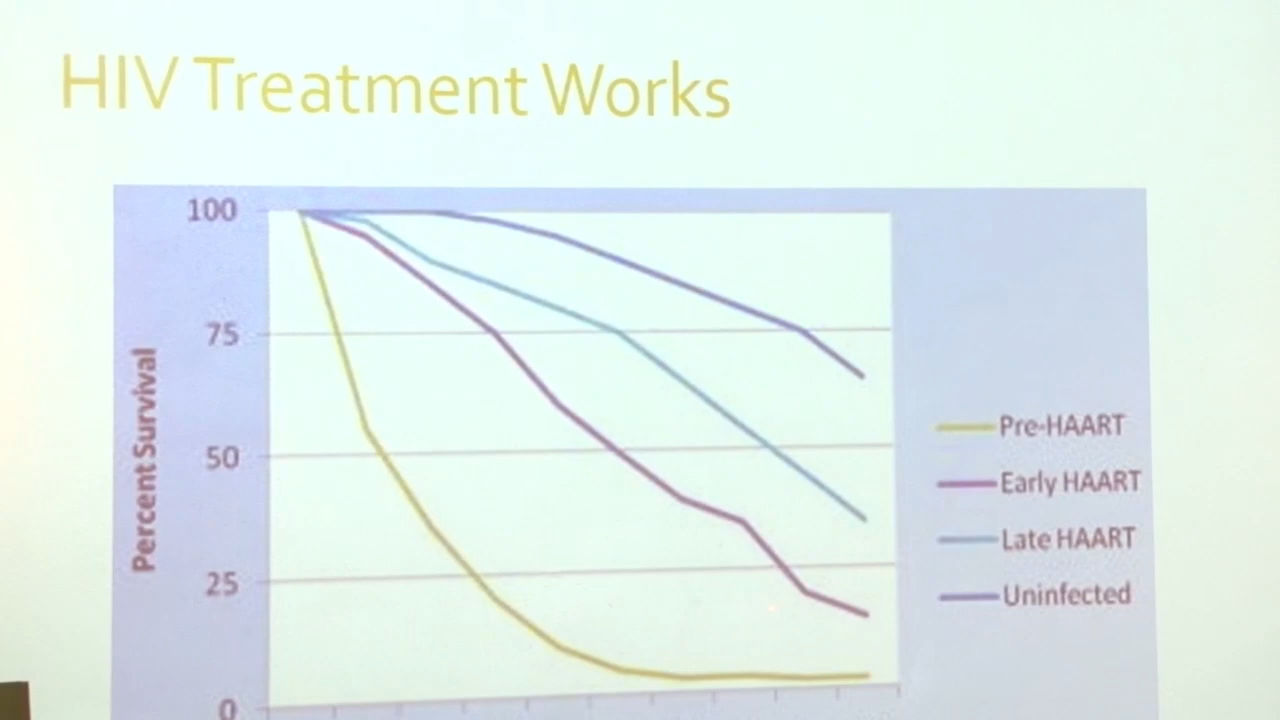 HIV Treatment Works
100
75
50
25
0
Percent Survival
Pre-HAART
Early HAART
Late HAART
Uninfected